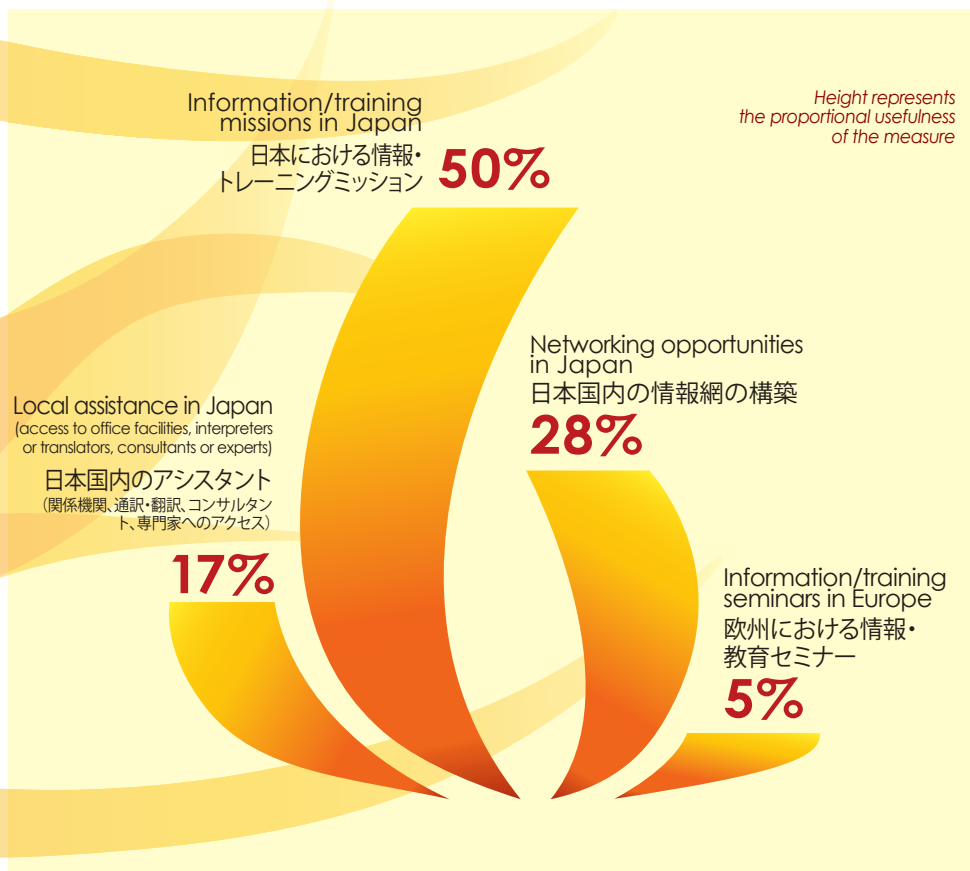 Height represents
the proportional usefulness
of the measure
Information/training
missions in Japan
日本における情報・
トレーニングミッション
50%
Networking opportunities
in Japan
日本国内の情報網の構築
28%
Local assistance in Japan
(access to office facilities, interpreters
or translators, consultants or experts)
日本国内のアシスタント
（関係機関、通訳・翻訳、コンサルタン
ト、専門家へのアクセス）
17%
Information/training
seminars in Europe
欧州における情報・
教育セミナー
5%